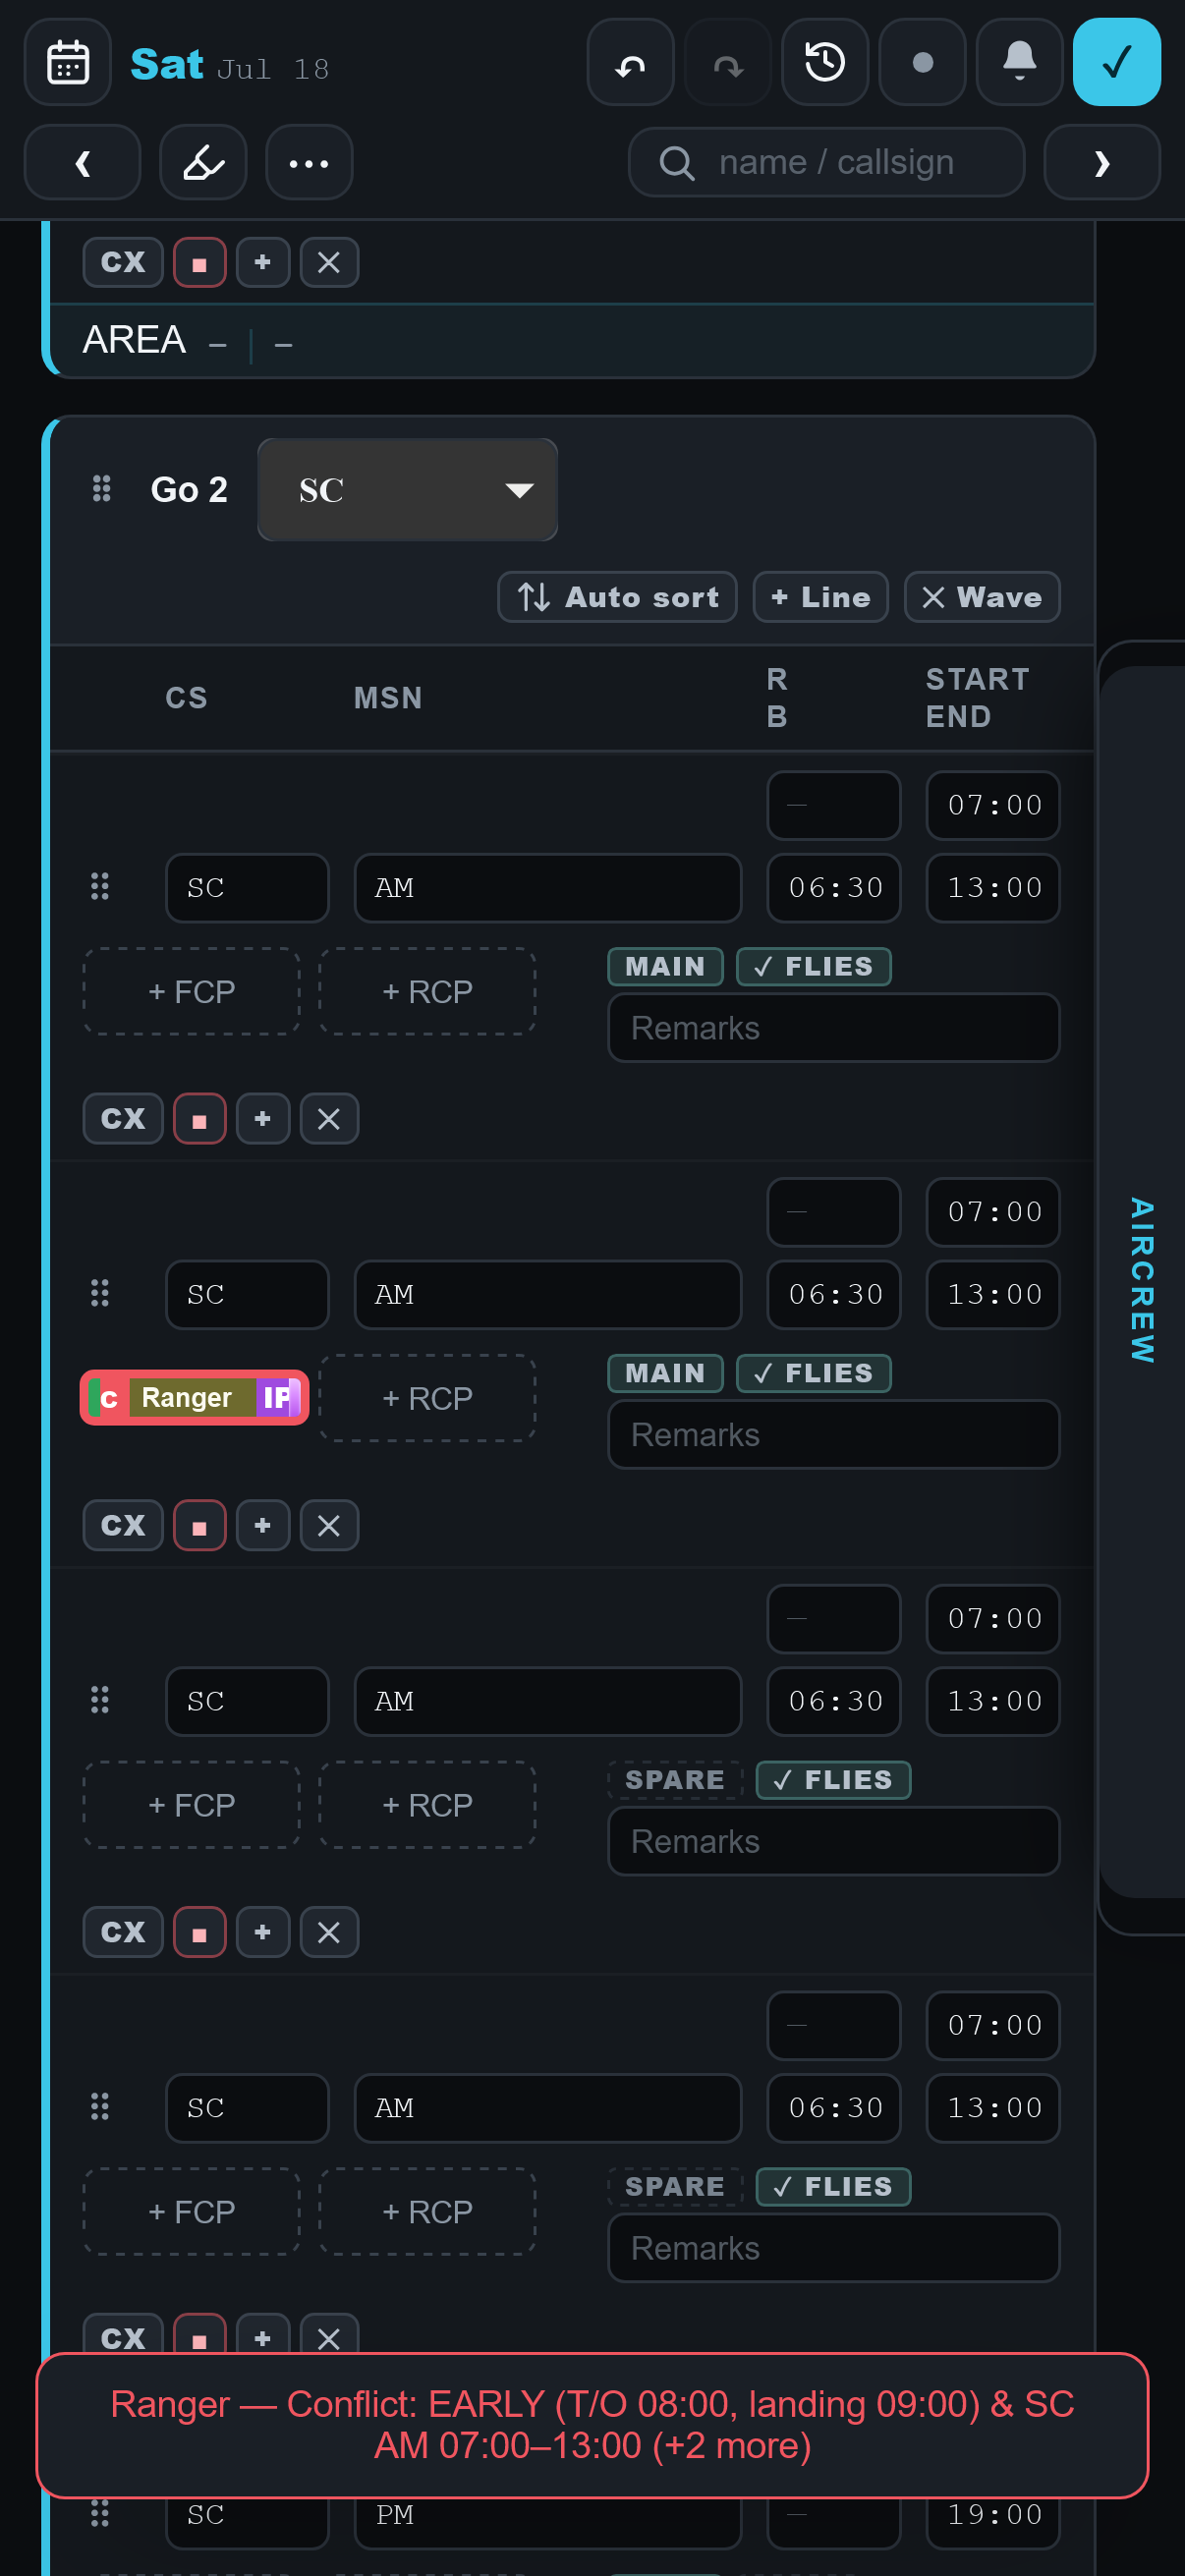 Sat Jul 18
name / callsign
CX ■ +
AREA – | –
Go 2 SC
Auto sort + Line Wave
CS MSN R START
B END
— 07:00
SC AM 06:30 13:00
+ FCP + RCP MAIN ✓ FLIES
Remarks
CX ■ +
— 07:00
SC AM 06:30 13:00
MAIN ✓ FLIES
c Ranger + RCP
Remarks
CX ■ +
— 07:00
SC AM 06:30 13:00
+ FCP + RCP SPARE ✓ FLIES
Remarks
CX ■ +
— 07:00
SC AM 06:30 13:00
+ FCP + RCP SPARE ✓ FLIES
Remarks
CX ■ +
Ranger — Conflict: EARLY (T/O 08:00, landing 09:00) & SC
AM 07:00–13:00 (+2 more)
SC PM — 19:00
AIRCREW